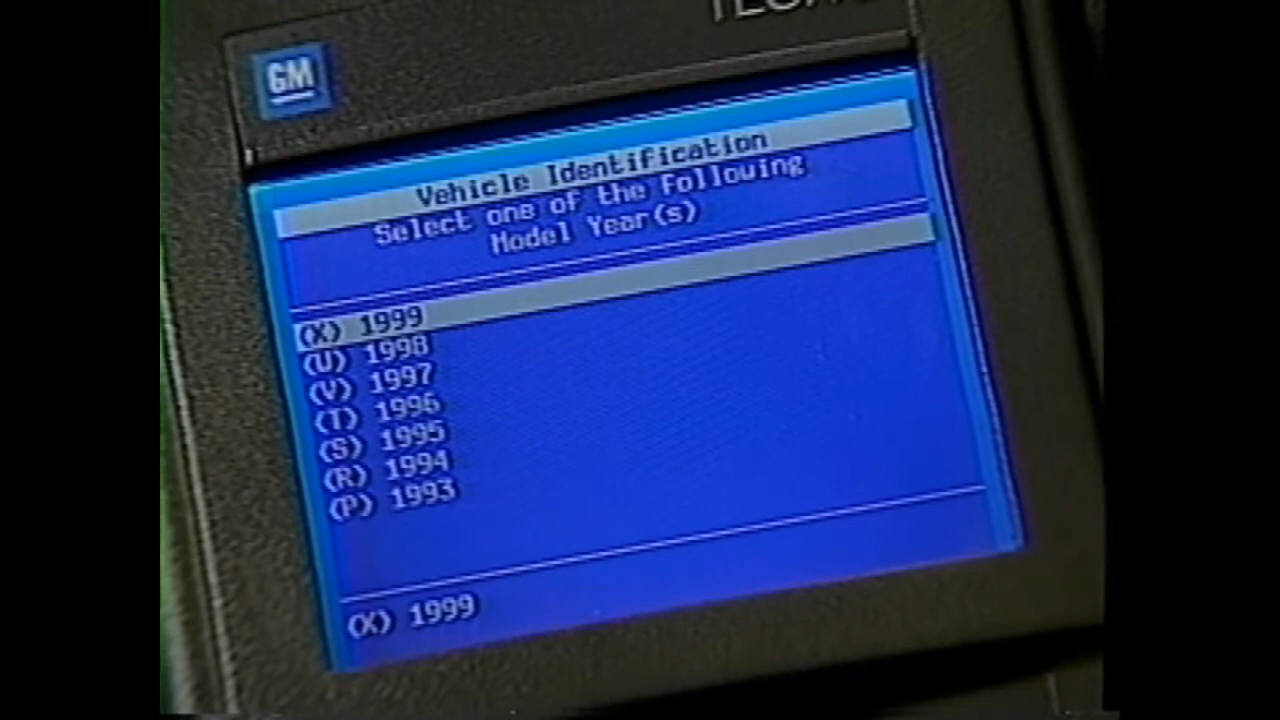 GM
Vehicle Identification
Select one of the following
Model Year(s)
(X) 1999
(U) 1998
(V) 1997
(T) 1996
(S) 1995
(R) 1994
(P) 1993
(X) 1999